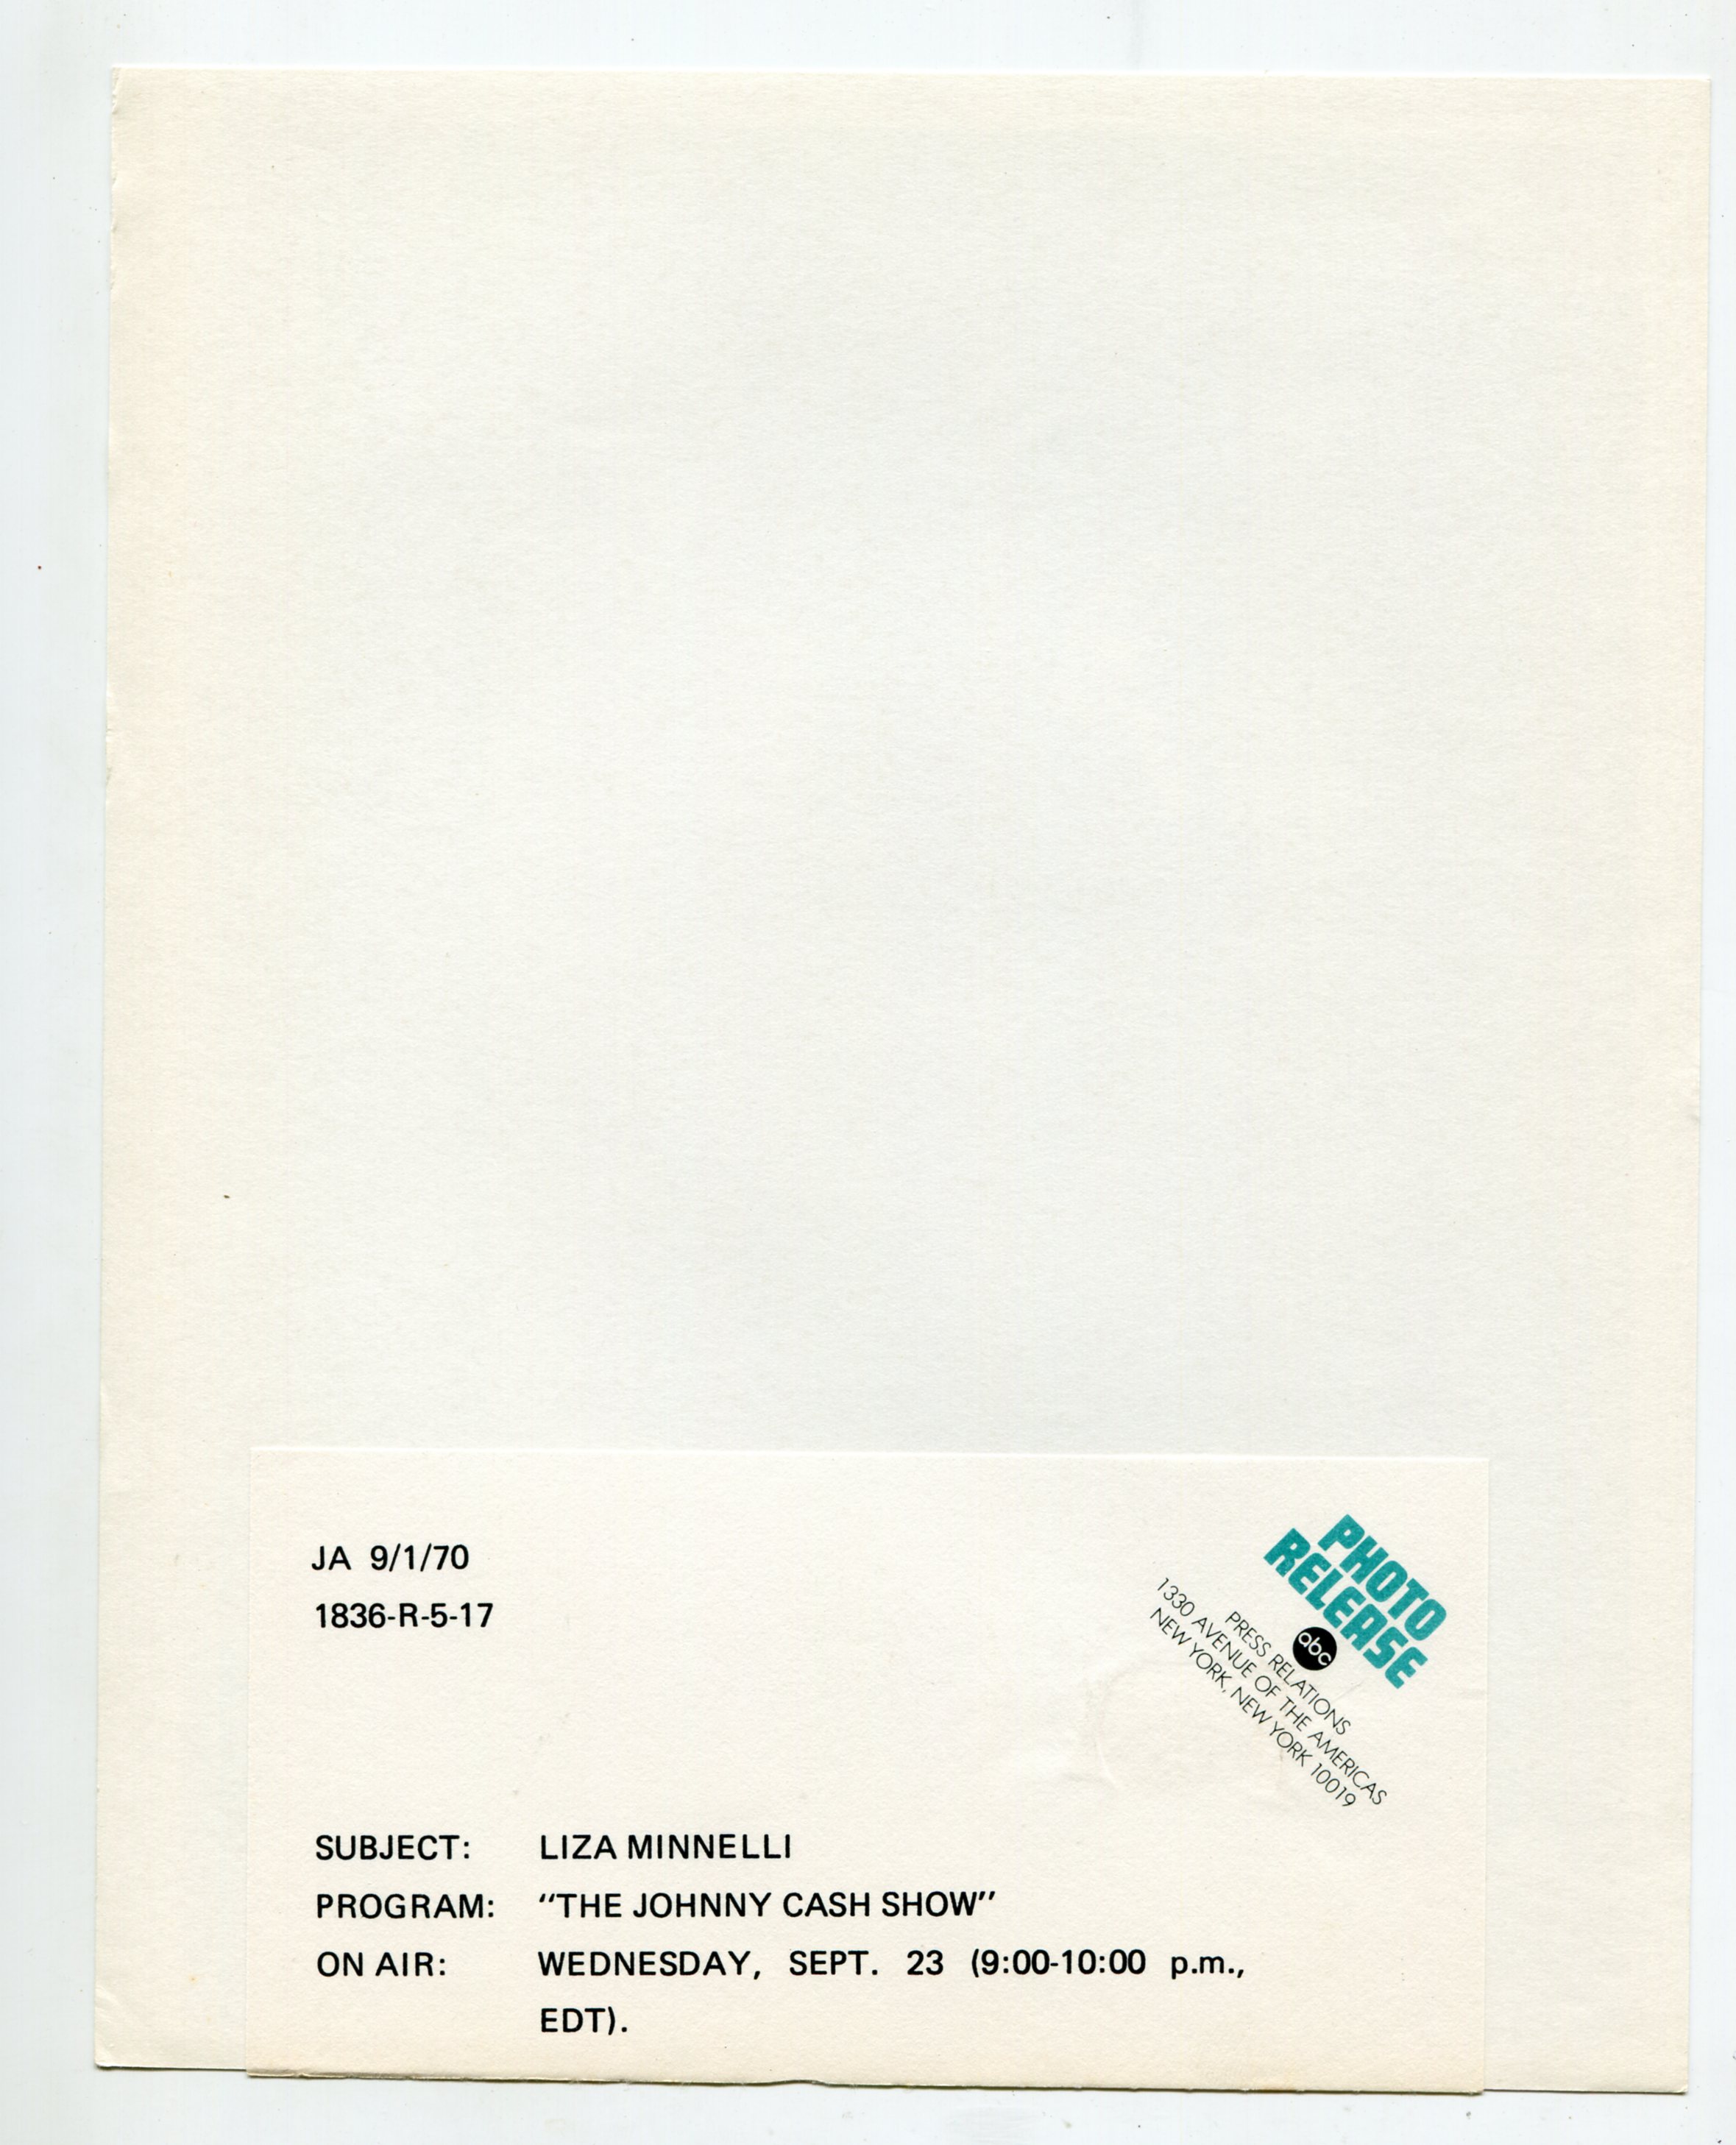 JA 9/1/70
1836-R-5-17
PHOTO
RELEASE
abc
PRESS RELATIONS
1330 AVENUE OF THE AMERICAS
NEW YORK, NEW YORK 10019
SUBJECT: LIZA MINNELLI
PROGRAM: "THE JOHNNY CASH SHOW"
ON AIR: WEDNESDAY, SEPT. 23 (9:00-10:00 p.m.,
EDT).